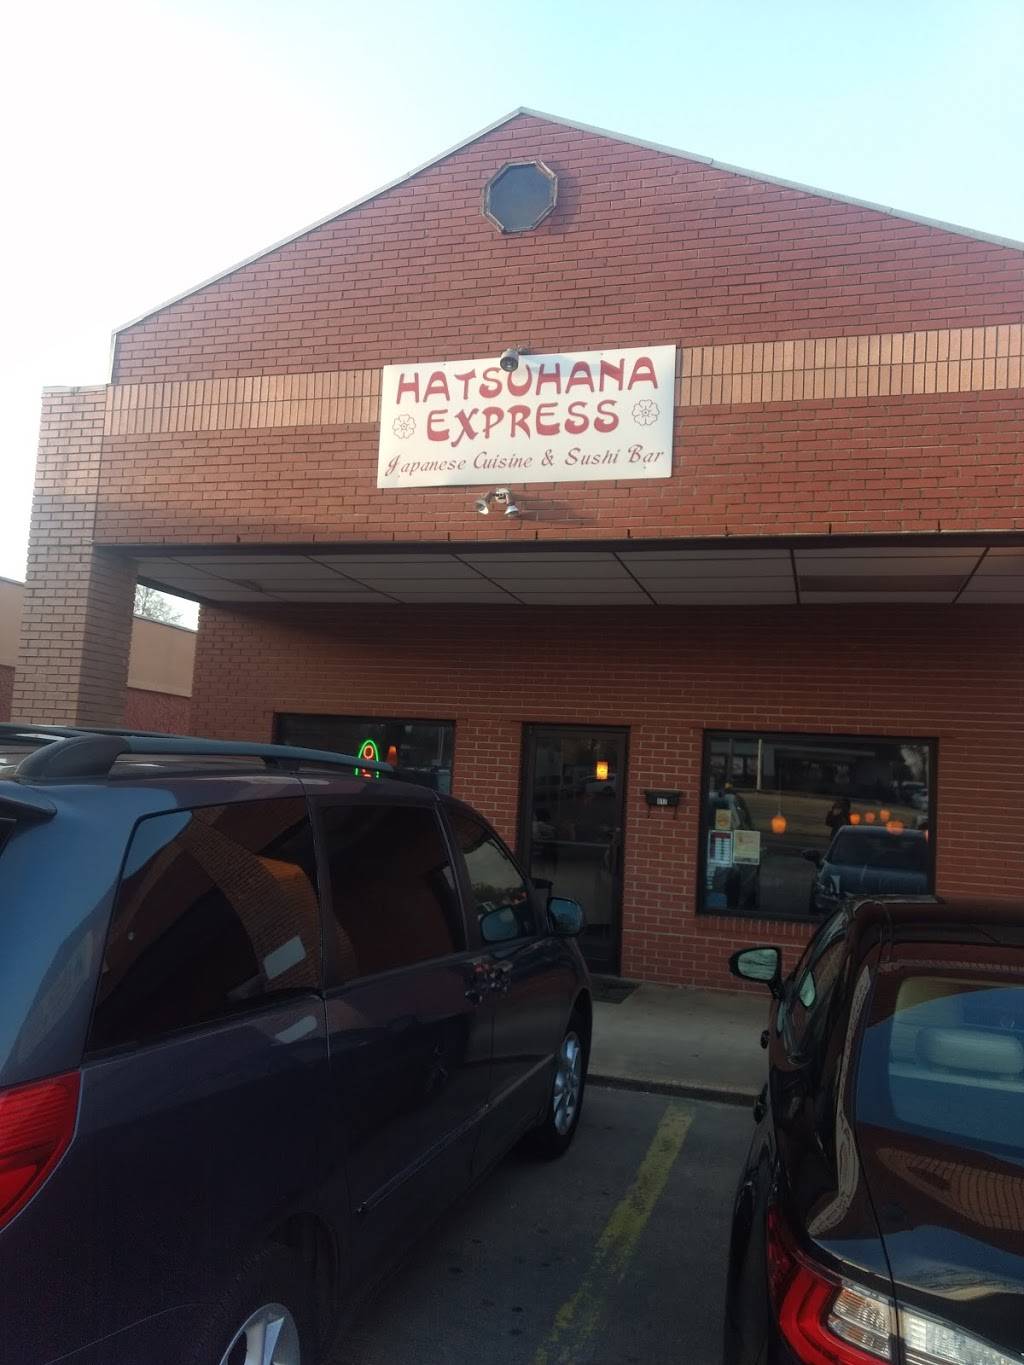 HATSUHANA
EXPRESS
Japanese Cuisine & Sushi Bar